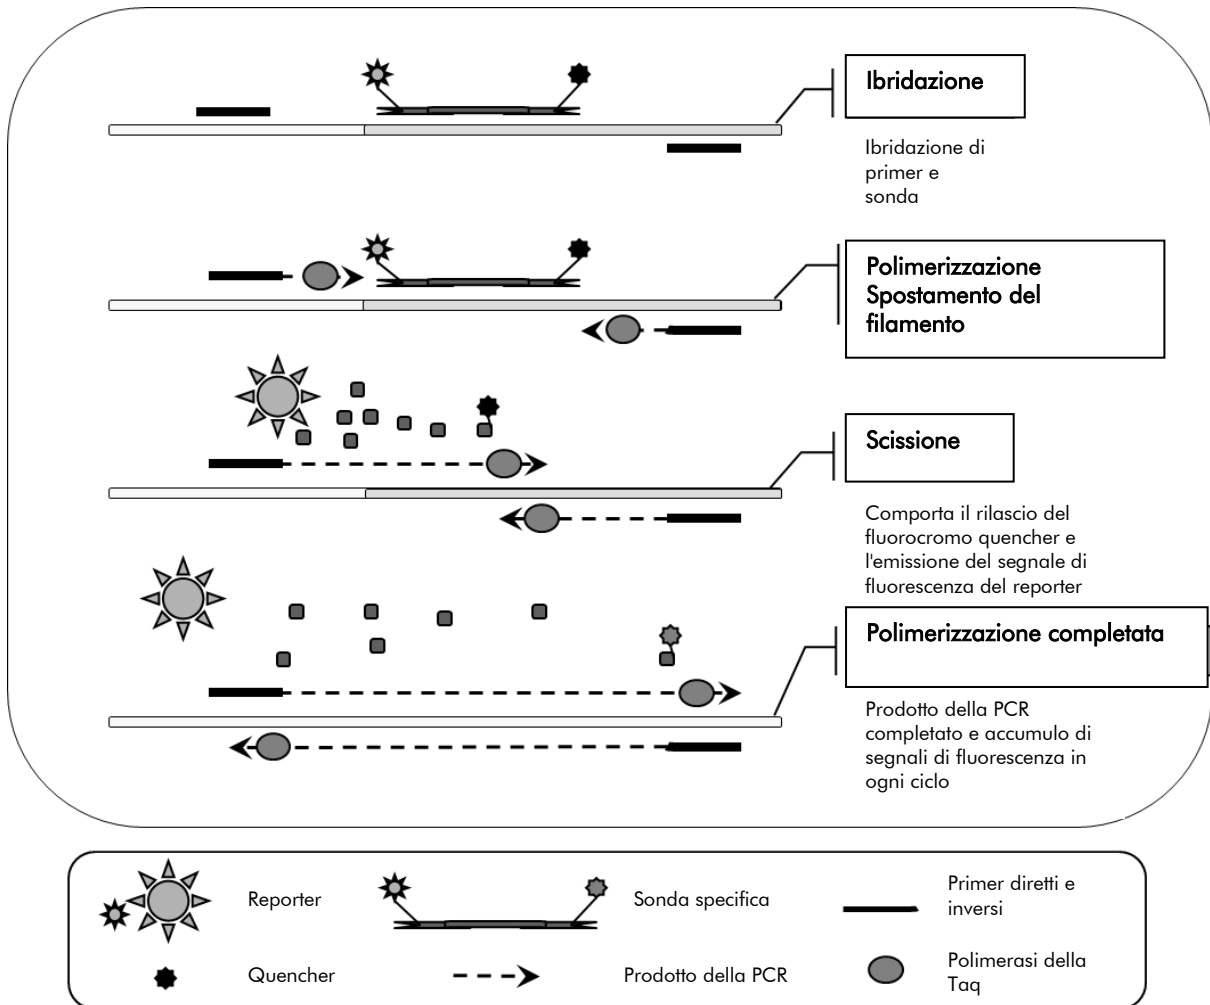 Ibridazione
Ibridazione di
primer e
sonda
Polimerizzazione
Spostamento del
filamento
Scissione
Comporta il rilascio del
fluorocromo quencher e
l'emissione del segnale di
fluorescenza del reporter
Polimerizzazione completata
Prodotto della PCR
completato e accumulo di
segnali di fluorescenza in
ogni ciclo
Reporter
Sonda specifica
Primer diretti e
inversi
Quencher
Prodotto della PCR
Polimerasi della
Taq